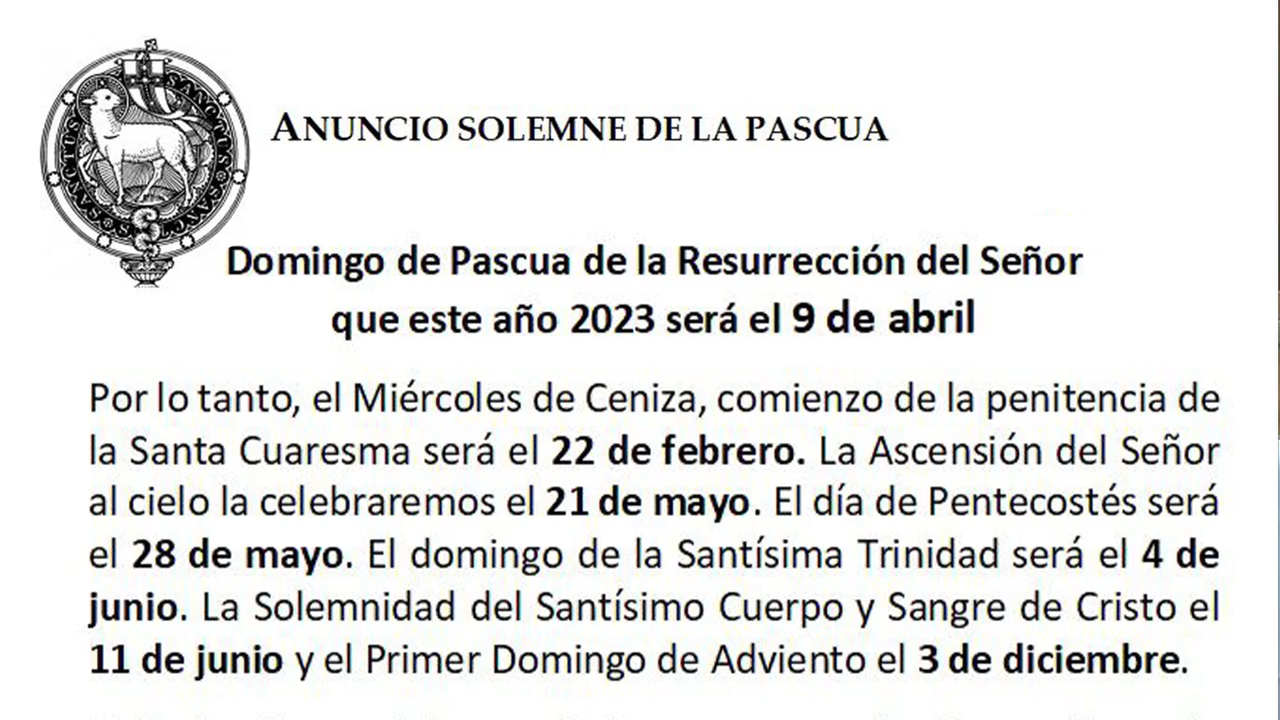 SANCTUS SANCTUS SANC
ANUNCIO SOLEMNE DE LA PASCUA
Domingo de Pascua de la Resurrección del Señor
que este año 2023 será el 9 de abril
Por lo tanto, el Miércoles de Ceniza, comienzo de la penitencia de
la Santa Cuaresma será el 22 de febrero. La Ascensión del Señor
al cielo la celebraremos el 21 de mayo. El día de Pentecostés será
el 28 de mayo. El domingo de la Santísima Trinidad será el 4 de
junio. La Solemnidad del Santísimo Cuerpo y Sangre de Cristo el
11 de junio y el Primer Domingo de Adviento el 3 de diciembre.